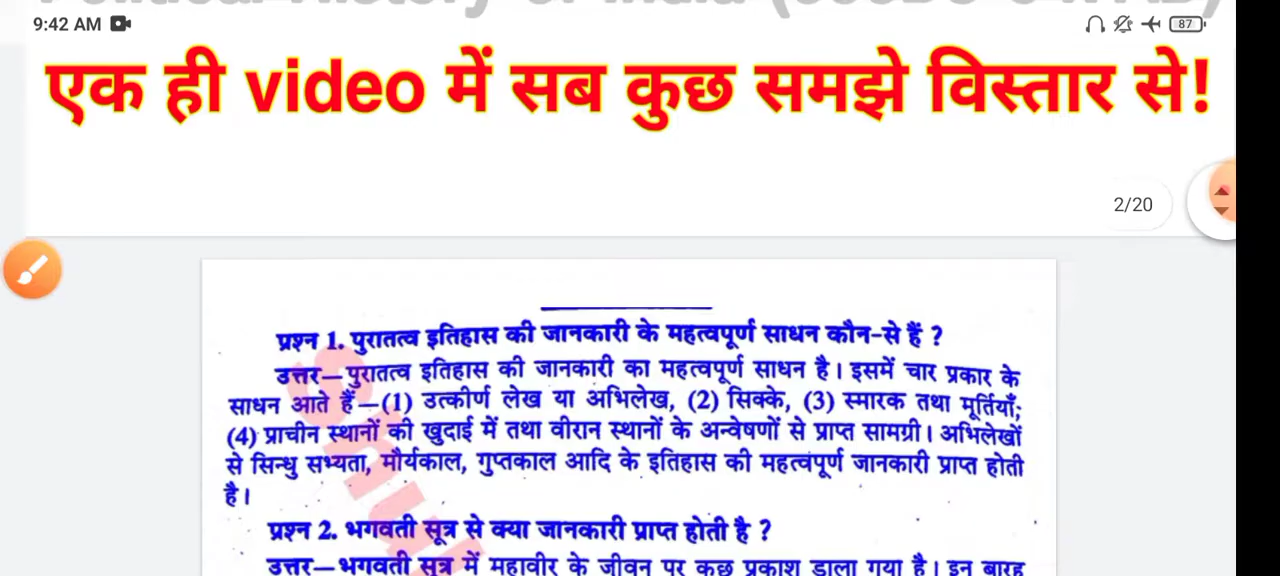 9:42 AM
87
एक ही video में सब कुछ समझे विस्तार से!
2/20
प्रश्न 1. पुरातत्व इतिहास की जानकारी के महत्वपूर्ण साधन कौन-से हैं ?
उत्तर—पुरातत्व इतिहास की जानकारी का महत्वपूर्ण साधन है। इसमें चार प्रकार के
साधन आते हैं—(1) उत्कीर्ण लेख या अभिलेख, (2) सिक्के, (3) स्मारक तथा मूर्तियाँ;
(4) प्राचीन स्थानों की खुदाई में तथा वीरान स्थानों के अन्वेषणों से प्राप्त सामग्री। अभिलेखों
से सिन्धु सभ्यता, मौर्यकाल, गुप्तकाल आदि के इतिहास की महत्वपूर्ण जानकारी प्राप्त होती
है।
प्रश्न 2. भगवती सूत्र से क्या जानकारी प्राप्त होती है ?
उत्तर—भगवती सूत्र में महावीर के जीवन पर कुछ प्रकाश डाला गया है। इन बारह